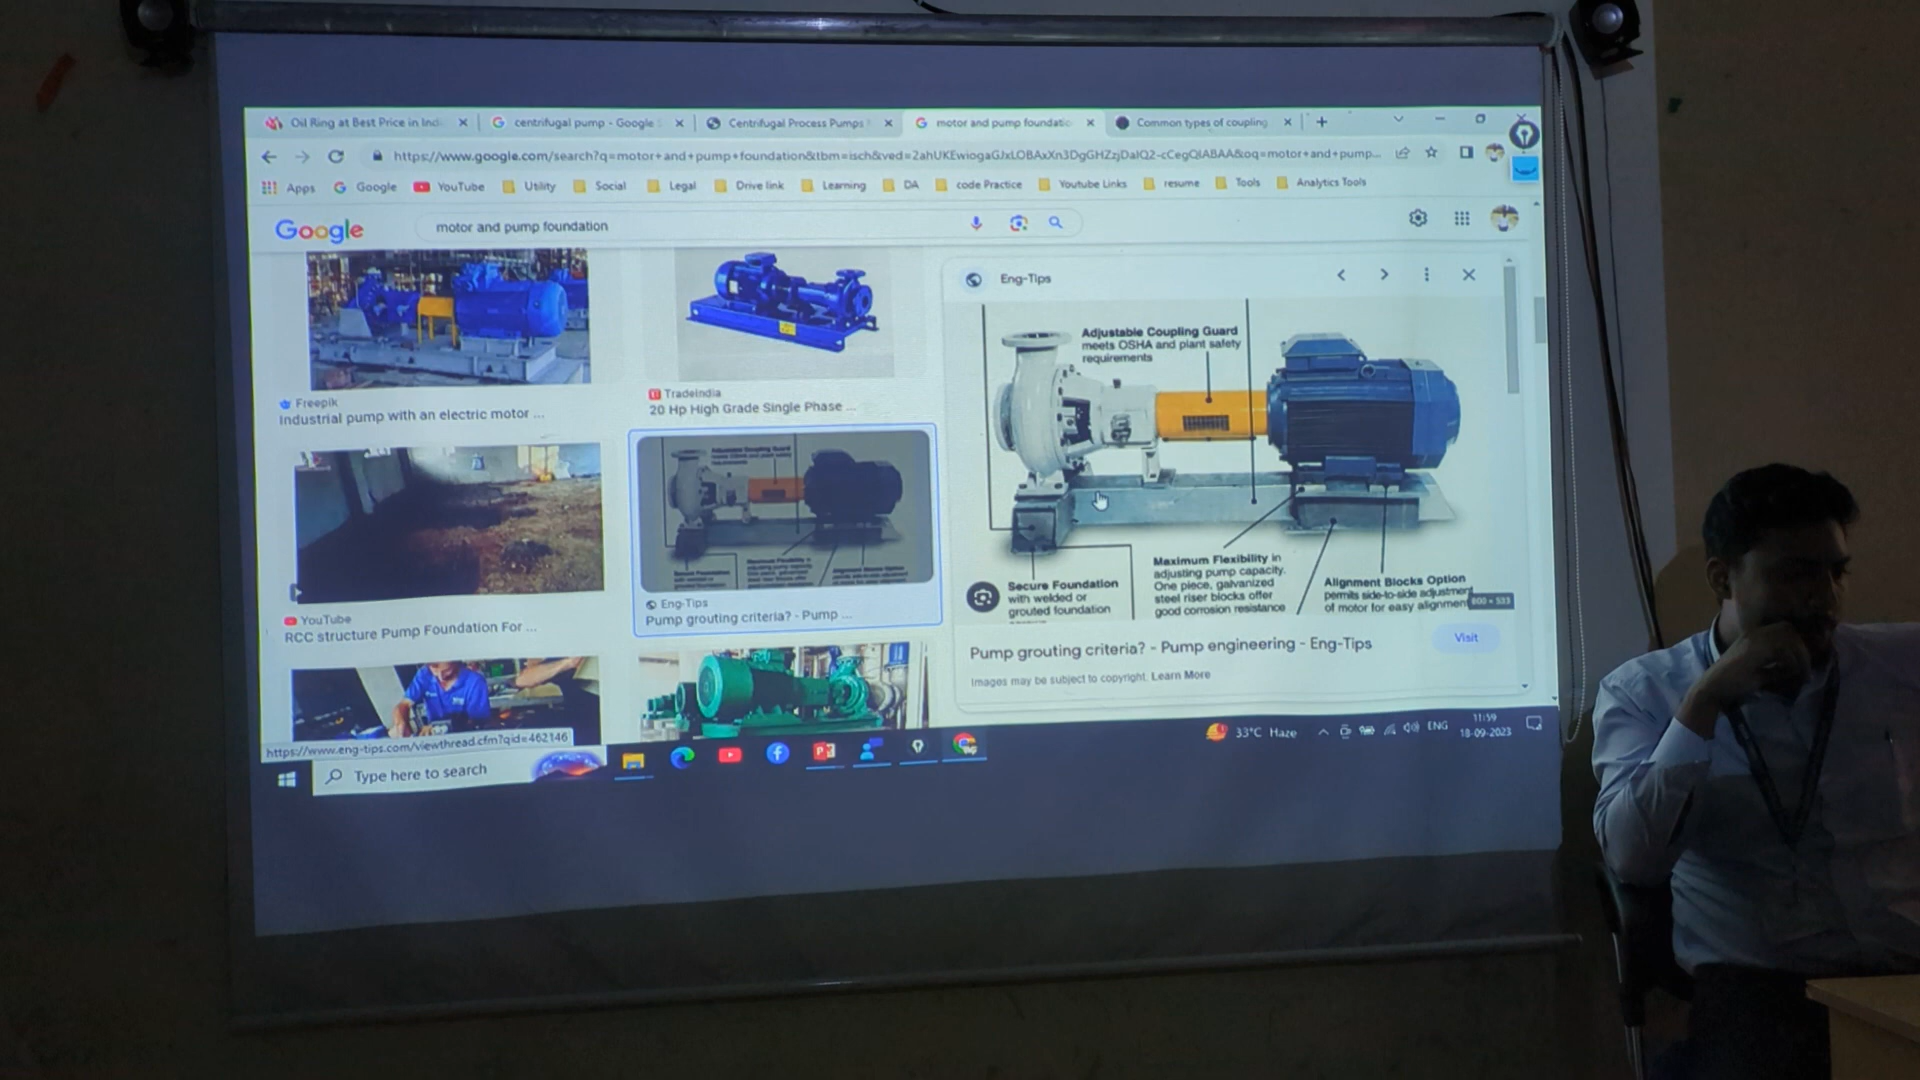 Oil Ring at Best Price in Ind
centrifugal pump - Google
Centrifugal Process Pumps
motor and pump foundatio
Common types of coupling
https://www.google.com/search?q=motor+and+pump+foundation&tbm=isch&ved=
Apps
Google
YouTube
Utility
Social
Legal
Drive link
Learning
DA
code Practice
Youtube Links
resume
Tools
Analytics Tools
Google
motor and pump foundation
Freepik
Industrial pump with an electric motor ...
TradeIndia
20 Hp High Grade Single Phase ...
YouTube
RCC structure Pump Foundation For ...
Eng-Tips
Pump grouting criteria? - Pump ...
Eng-Tips
Adjustable Coupling Guard
meets OSHA and plant safety
requirements
Secure Foundation
with welded or
grouted foundation
Maximum Flexibility in
adjusting pump capacity.
One piece, galvanized
steel riser blocks offer
good corrosion resistance
Alignment Blocks Option
permits side-to-side adjustment
of motor for easy alignment
800 × 533
Pump grouting criteria? - Pump engineering - Eng-Tips
Visit
Images may be subject to copyright. Learn More
https://www.eng-tips.com/viewthread.cfm?qid=462146
Type here to search
33°C Haze
ENG
11:59
18-09-2023